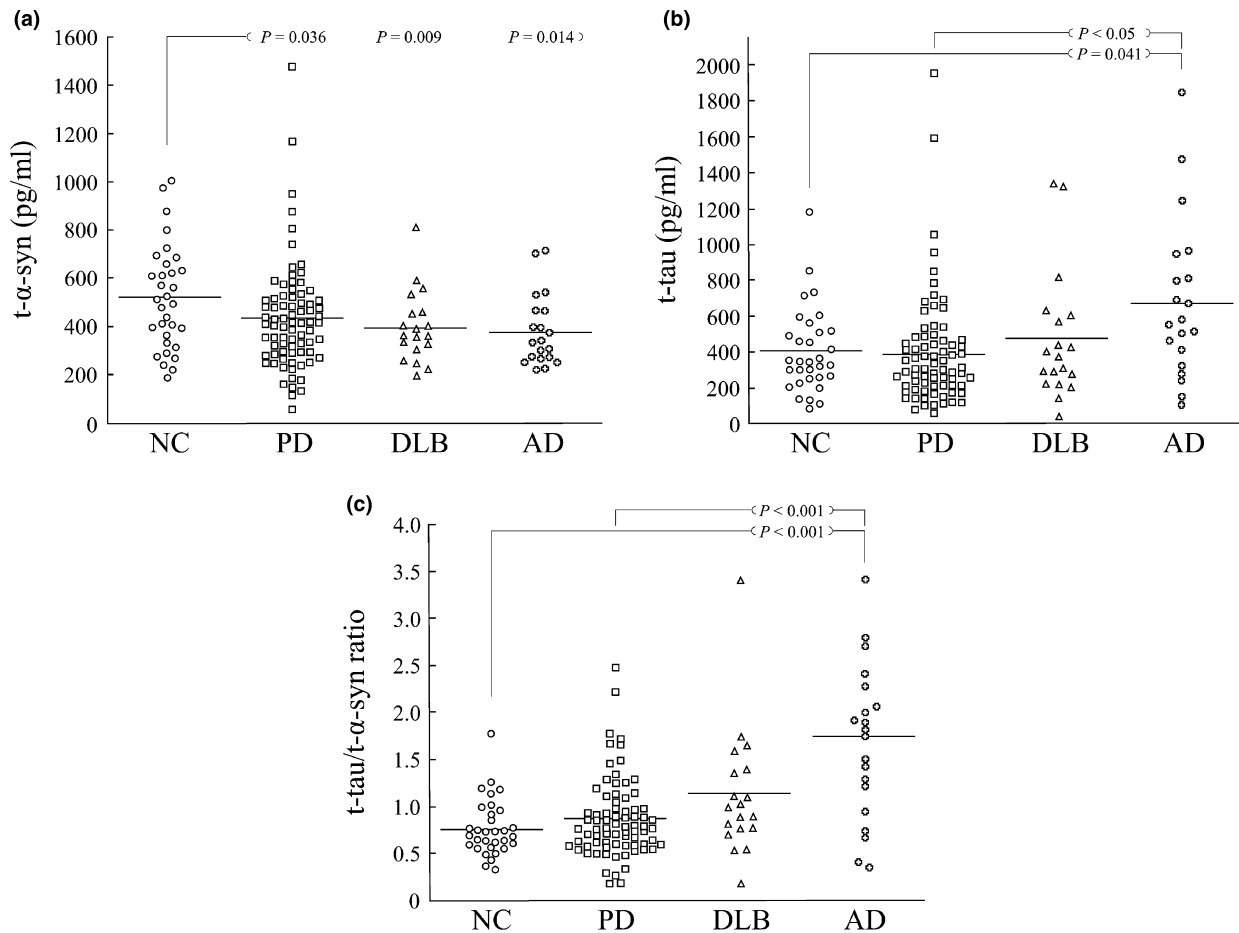 (a)
1600
1400
1200
1000
800
600
400
200
0
t-α-syn (pg/ml)
P = 0.036 P = 0.009 P = 0.014
NC PD DLB AD
(b)
2000
1800
1600
1400
1200
1000
800
600
400
200
0
t-tau (pg/ml)
P < 0.05
P = 0.041
NC PD DLB AD
(c)
4.0
3.5
3.0
2.5
2.0
1.5
1.0
0.5
0
t-tau/t-α-syn ratio
P < 0.001
P < 0.001
NC PD DLB AD